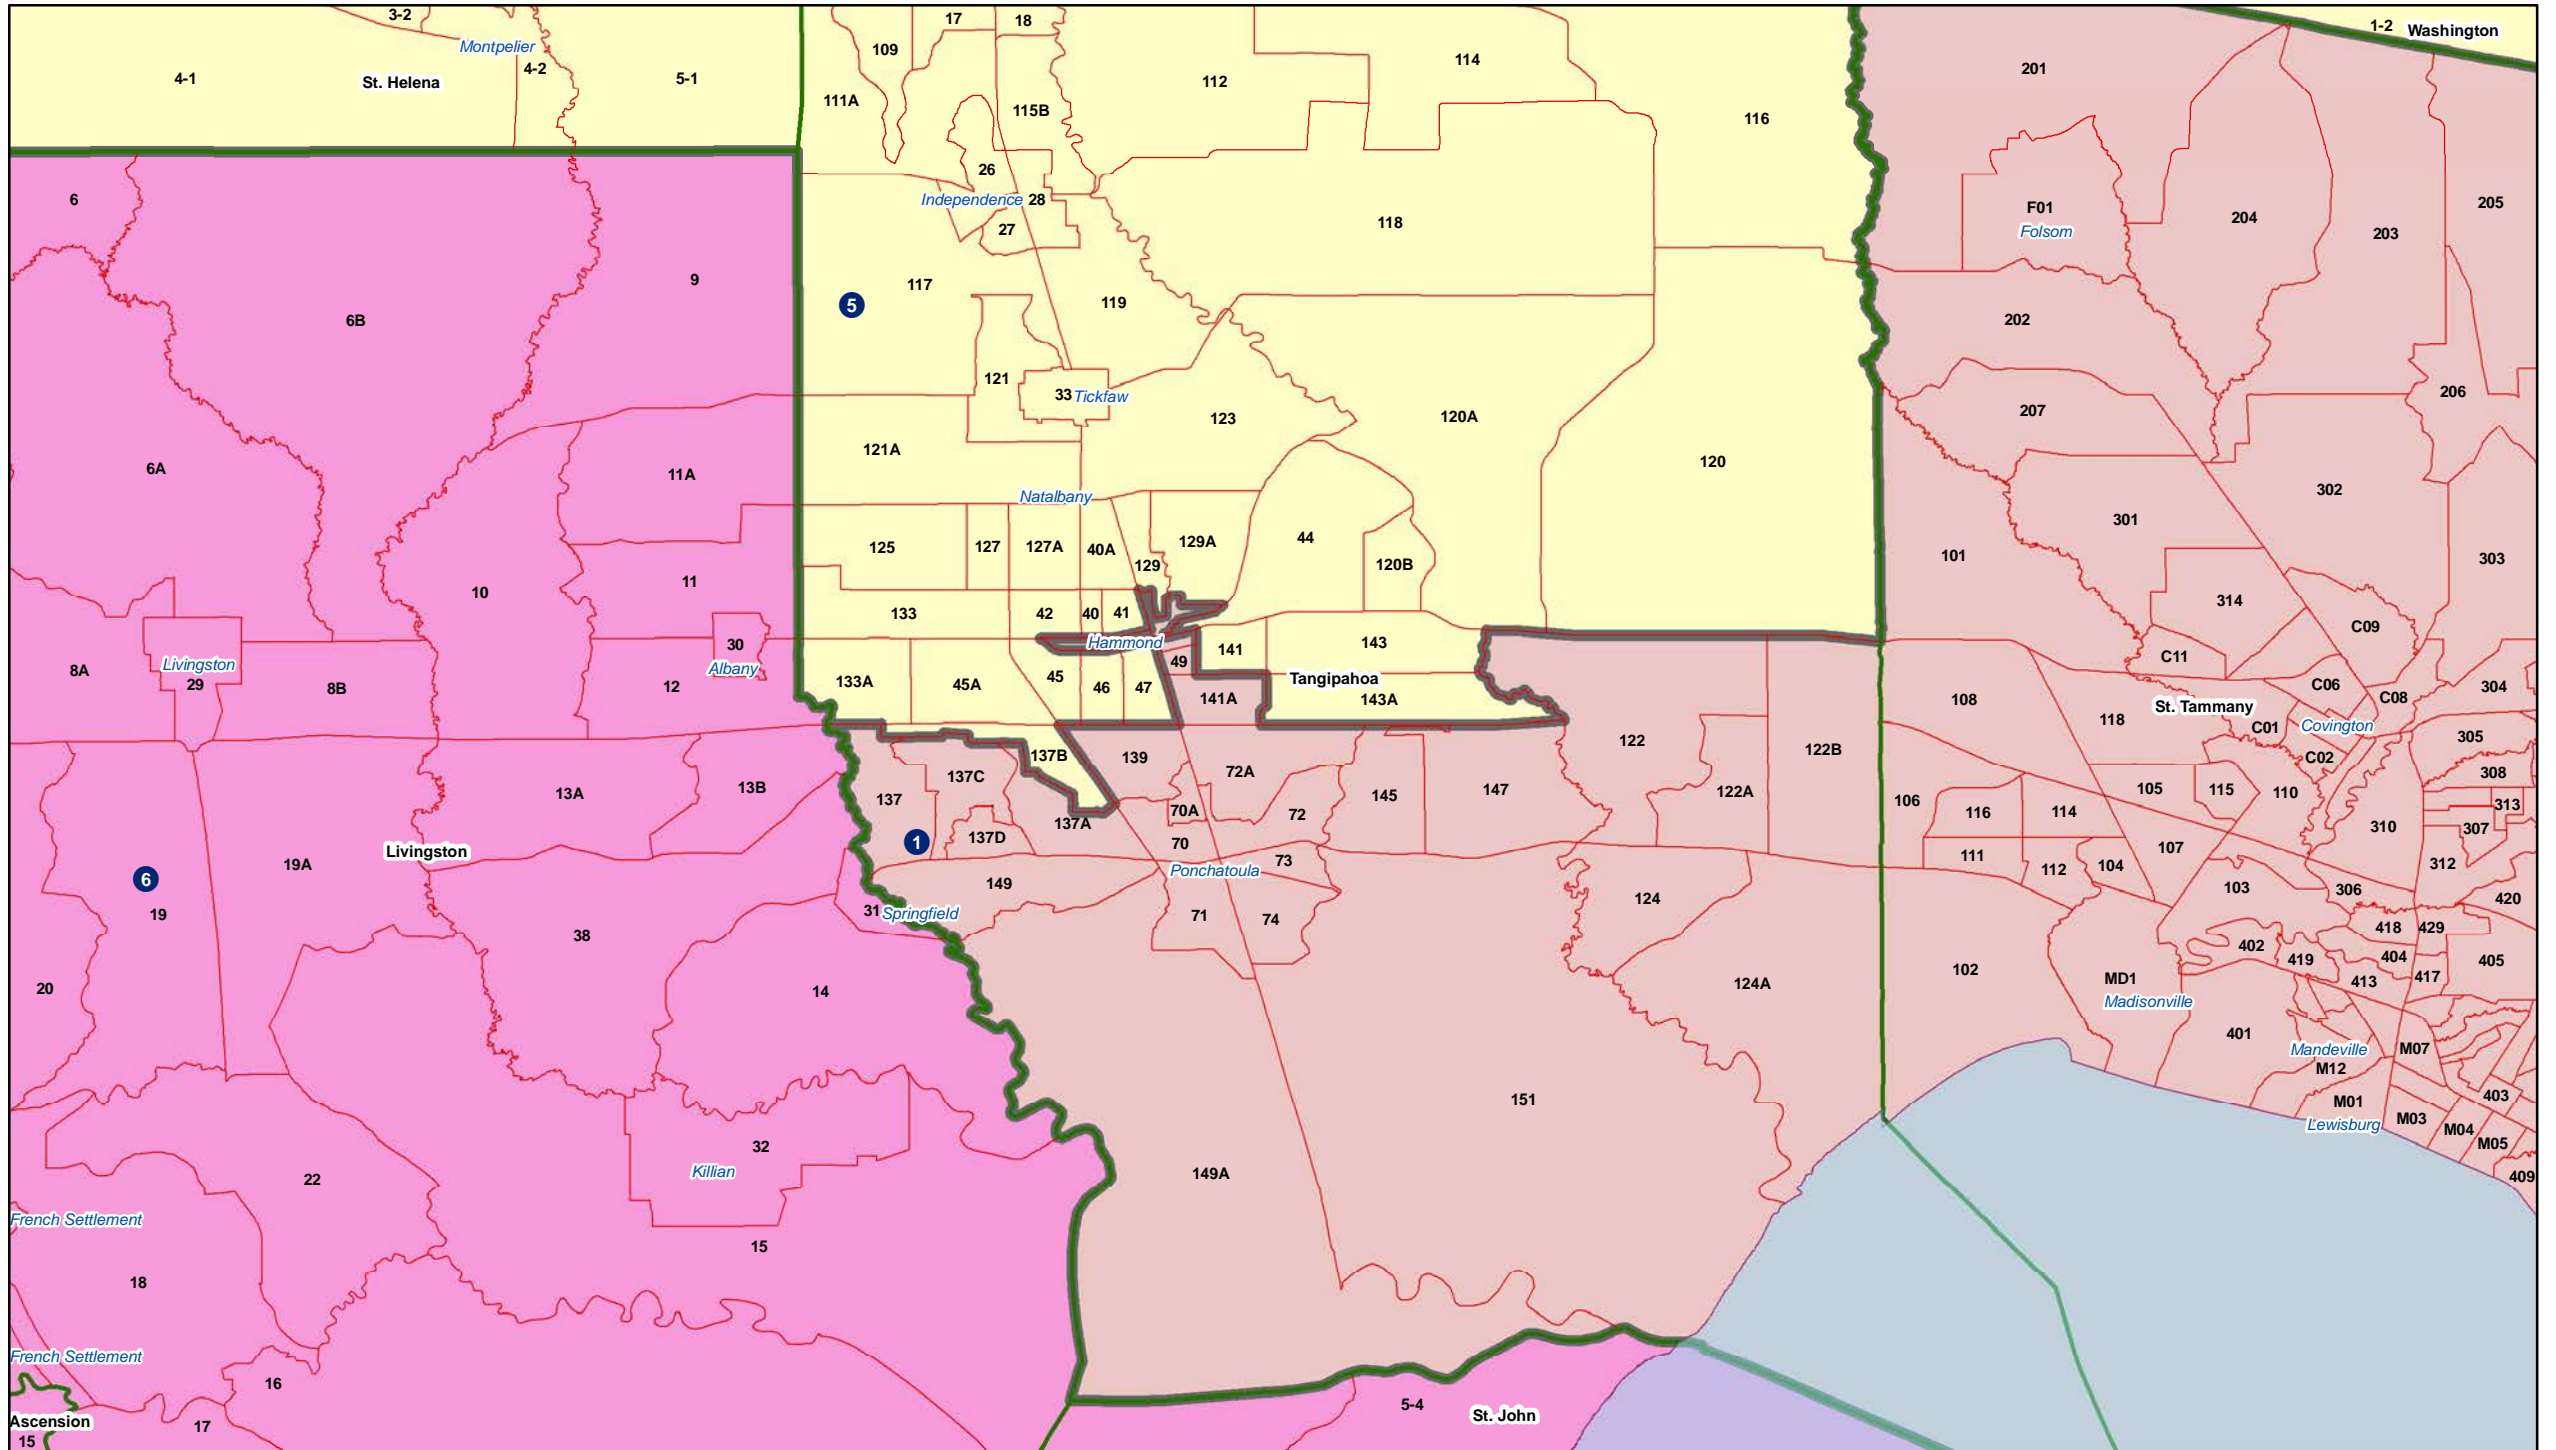 3-2
17
18
1-2 Washington
Montpelier
109
114
4-1
St. Helena
4-2
5-1
112
201
111A
115B
116
6
26
Independence 28
27
118
F01
Folsom
204
203
205
9
117
5
119
6B
202
121
33 Tickfaw
123
120A
207
206
6A
11A
121A
120
302
Natalbany
301
125
127
127A
40A
129
129A
44
120B
101
303
10
11
133
42
40
41
314
C09
30
Albany
Hammond
49
141
143
C11
8A
Livingston
29
8B
12
133A
45A
45
46
47
141A
Tangipahoa
143A
108
118
St. Tammany
C06
C08
304
C01
Covington
C02
305
137B
139
122
122B
72A
308
13A
13B
137
137C
145
147
122A
106
105
115
110
313
70A
72
116
114
310
307
137A
137D
1
70
107
Livingston
19A
Ponchatoula
73
111
112
104
312
6
19
149
124
103
306
420
31 Springfield
71
74
418
429
38
402
419
404
405
20
14
124A
102
MD1
Madisonville
413
417
401
Mandeville
M07
M12
151
M01
403
Lewisburg
M03
M04
M05
32
Killian
149A
409
22
French Settlement
15
18
French Settlement
16
5-4
St. John
Ascension
17
15